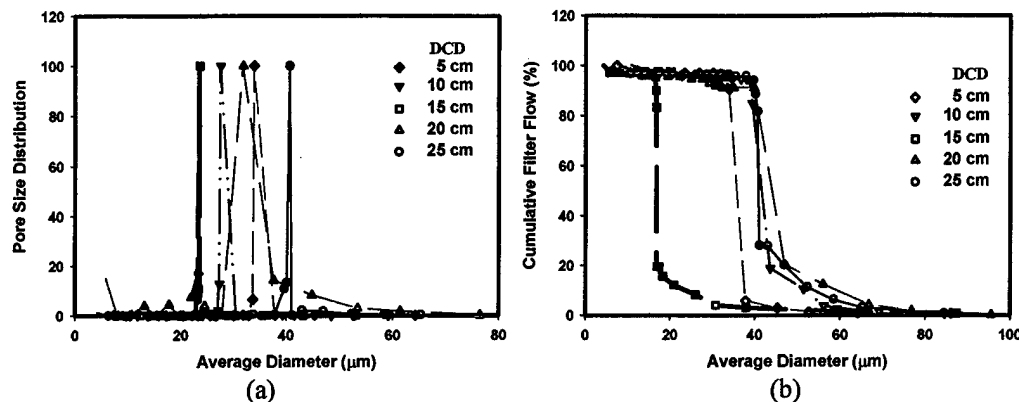 120
100
80
60
40
20
0
Pore Size Distribution
0 20 40 60 80
Average Diameter (μm)
DCD
5 cm
10 cm
15 cm
20 cm
25 cm
(a)
120
100
80
60
40
20
0
Cumulative Filter Flow (%)
0 20 40 60 80 100
Average Diameter (μm)
DCD
5 cm
10 cm
15 cm
20 cm
25 cm
(b)